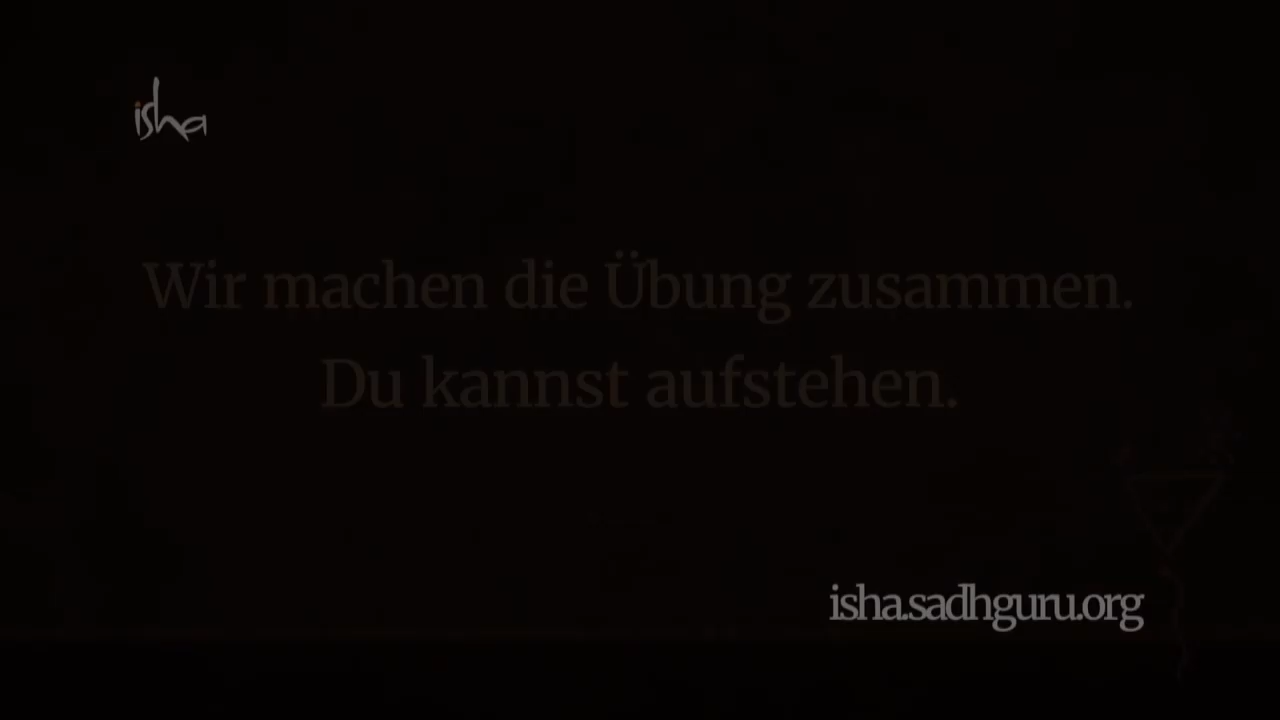 isha
Wir machen die Übung zusammen.
Du kannst aufstehen.
isha.sadhguru.org